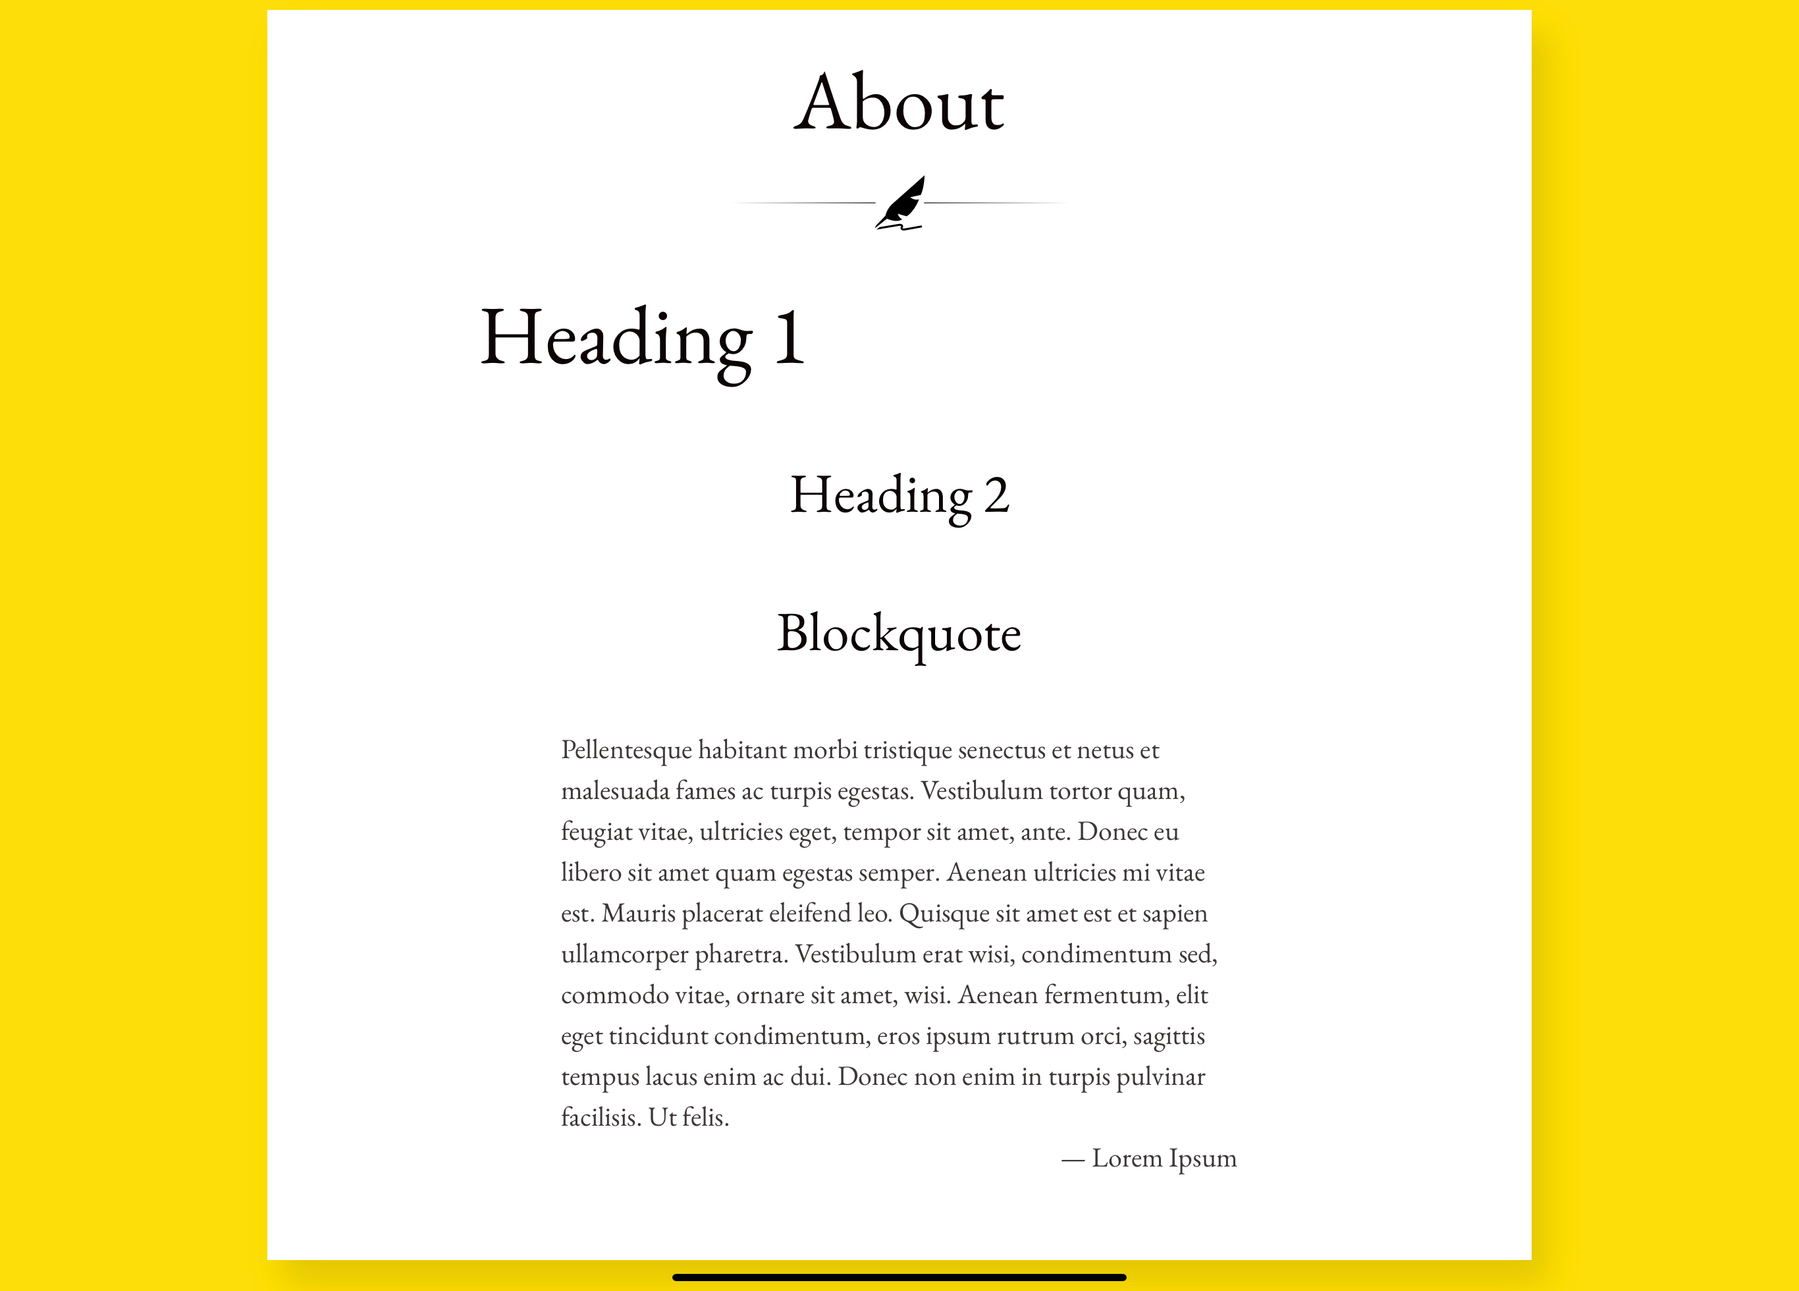 About
Heading 1
Heading 2
Blockquote
Pellentesque habitant morbi tristique senectus et netus et
malesuada fames ac turpis egestas. Vestibulum tortor quam,
feugiat vitae, ultricies eget, tempor sit amet, ante. Donec eu
libero sit amet quam egestas semper. Aenean ultricies mi vitae
est. Mauris placerat eleifend leo. Quisque sit amet est et sapien
ullamcorper pharetra. Vestibulum erat wisi, condimentum sed,
commodo vitae, ornare sit amet, wisi. Aenean fermentum, elit
eget tincidunt condimentum, eros ipsum rutrum orci, sagittis
tempus lacus enim ac dui. Donec non enim in turpis pulvinar
facilisis. Ut felis.
— Lorem Ipsum